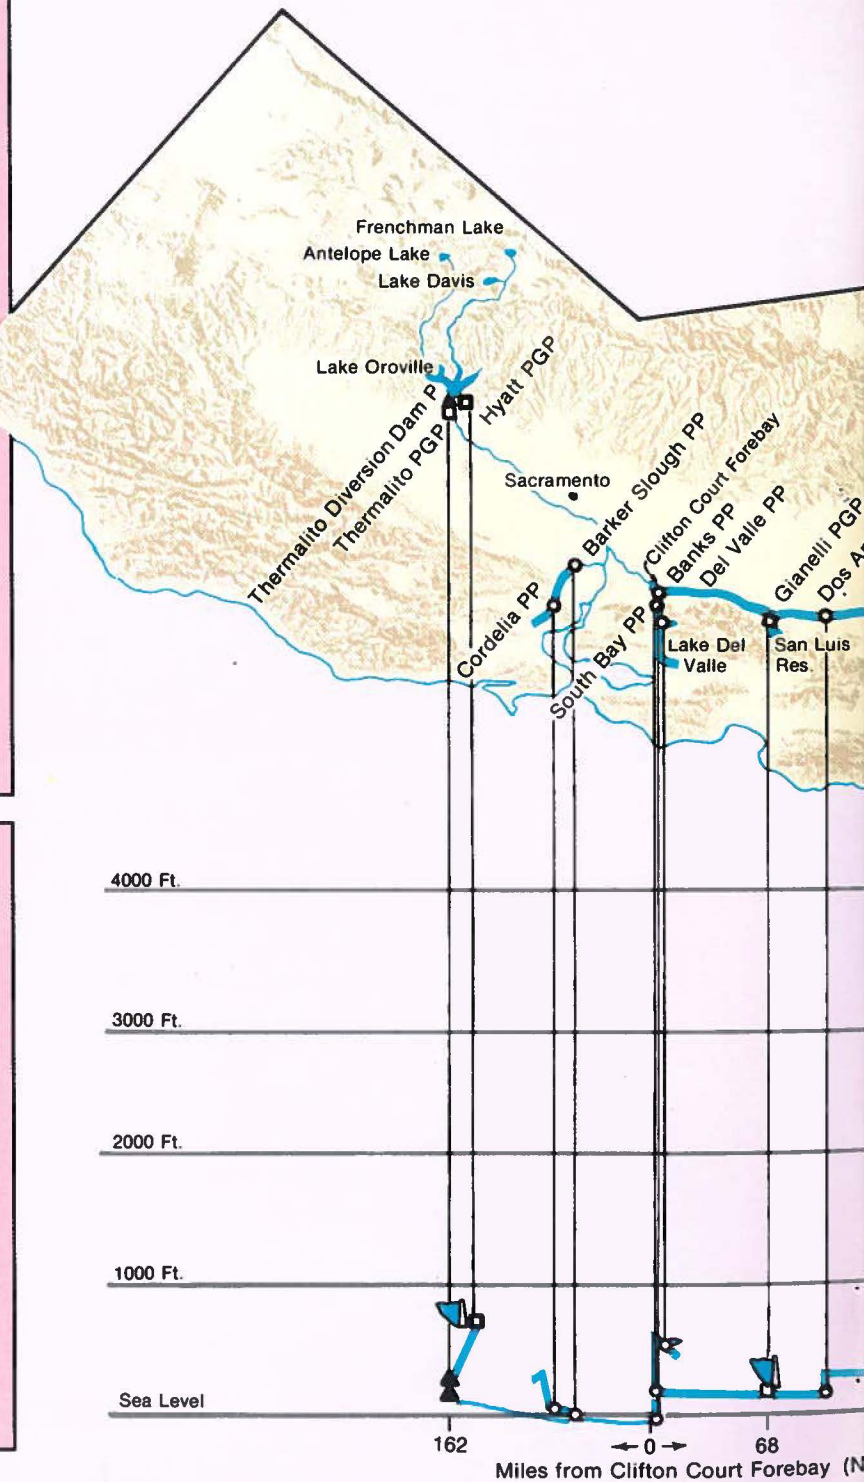 Frenchman Lake
Antelope Lake
Lake Davis
Lake Oroville
Hyatt PGP
Thermalito Diversion Dam P
Thermalito PGP
Sacramento
Barker Slough PP
Clifton Court Forebay
Banks PP
Del Valle PP
Gianelli PGP
Dos
Cordelia PP
South Bay PP
Lake Del
Valle
San Luis
Res.
4000 Ft.
3000 Ft.
2000 Ft.
1000 Ft.
Sea Level
162
0
68
Miles from Clifton Court Forebay (N